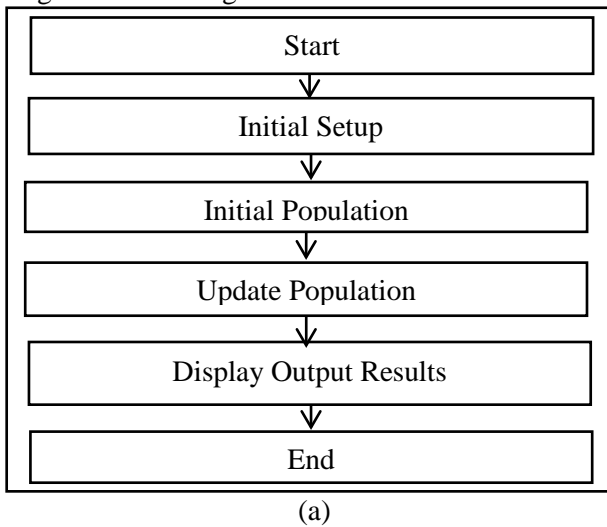 Start
Initial Setup
Initial Population
Update Population
Display Output Results
End
(a)